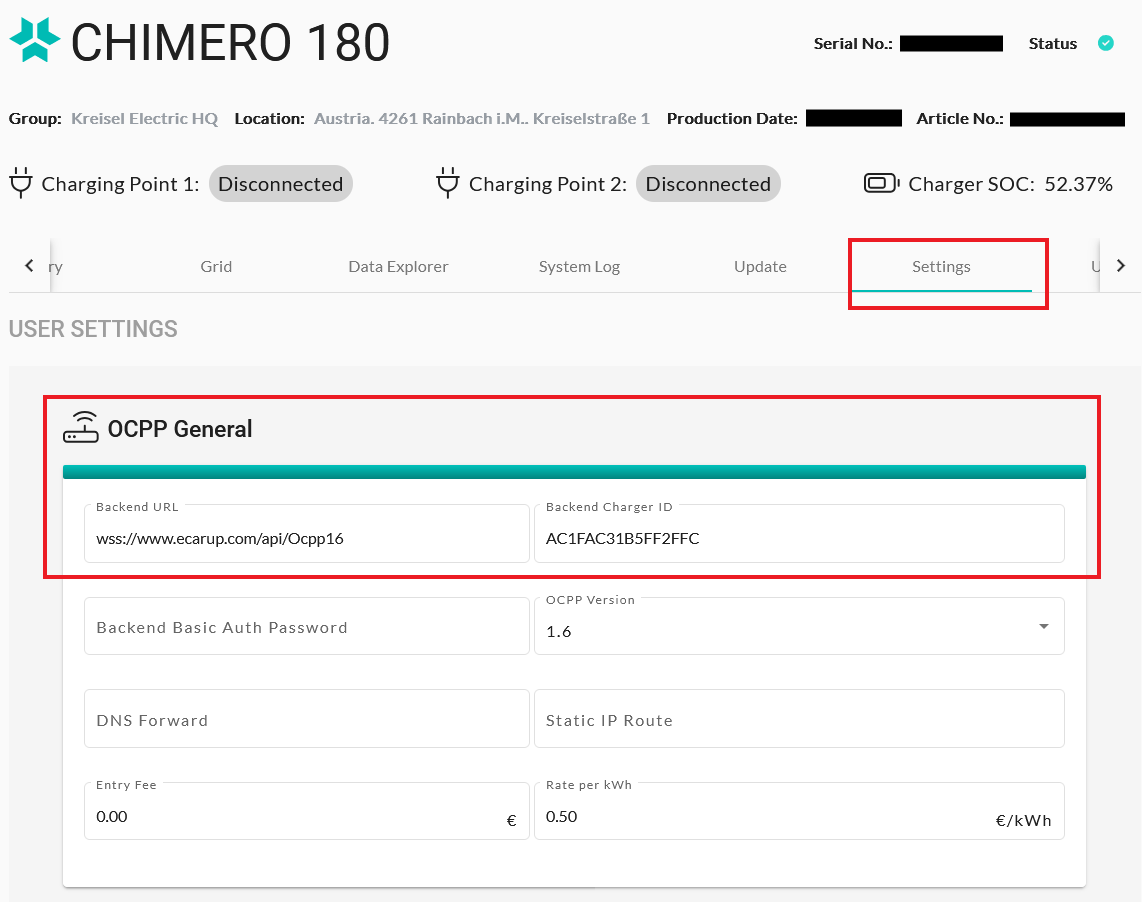 CHIMERO 180
Serial No.: Status
Group: Kreisel Electric HQ Location: Austria. 4261 Rainbach i.M.. Kreiselstraße 1 Production Date: Article No.:
Charging Point 1: Disconnected Charging Point 2: Disconnected Charger SOC: 52.37%
ry Grid Data Explorer System Log Update Settings U
USER SETTINGS
OCPP General
Backend URL Backend Charger ID
wss://www.ecarup.com/api/Ocpp16 AC1FAC31B5FF2FFC
OCPP Version
Backend Basic Auth Password 1.6
DNS Forward Static IP Route
Entry Fee Rate per kWh
0.00 € 0.50 €/kWh